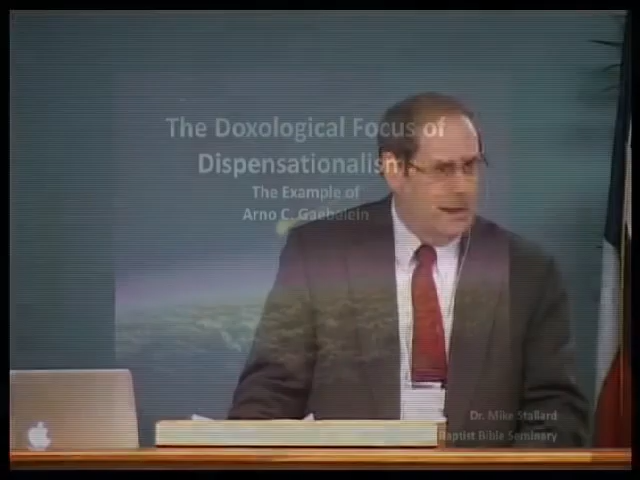 The Doxological Focus of
Dispensationalism
The Example of
Arno C. Gaebelein
Dr. Mike Stallard
Baptist Bible Seminary